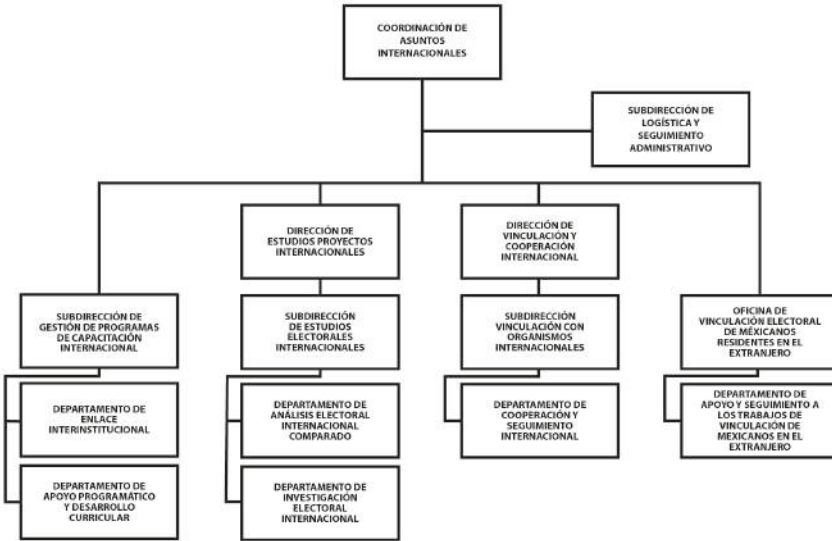 COORDINACIÓN DE
ASUNTOS
INTERNACIONALES
SUBDIRECCIÓN DE
LOGÍSTICA Y
SEGUIMIENTO
ADMINISTRATIVO
DIRECCIÓN DE
ESTUDIOS PROYECTOS
INTERNACIONALES
DIRECCIÓN DE
VINCULACIÓN Y
COOPERACIÓN
INTERNACIONAL
SUBDIRECCIÓN DE
GESTIÓN DE PROGRAMAS
DE CAPACITACIÓN
INTERNACIONAL
SUBDIRECCIÓN
DE ESTUDIOS
ELECTORALES
INTERNACIONALES
SUBDIRECCIÓN
VINCULACIÓN CON
ORGANISMOS
INTERNACIONALES
OFICINA DE
VINCULACIÓN ELECTORAL
DE MÉXICANOS
RESIDENTES EN EL
EXTRANJERO
DEPARTAMENTO DE
ENLACE
INTERINSTITUCIONAL
DEPARTAMENTO DE
ANÁLISIS ELECTORAL
INTERNACIONAL
COMPARADO
DEPARTAMENTO DE
COOPERACIÓN Y
SEGUIMIENTO
INTERNACIONAL
DEPARTAMENTO DE
APOYO Y SEGUIMIENTO A
LOS TRABAJOS DE
VINCULACIÓN DE
MEXICANOS EN EL
EXTRANJERO
DEPARTAMENTO DE
APOYO PROGRAMÁTICO
Y DESARROLLO
CURRICULAR
DEPARTAMENTO DE
INVESTIGACIÓN
ELECTORAL
INTERNACIONAL